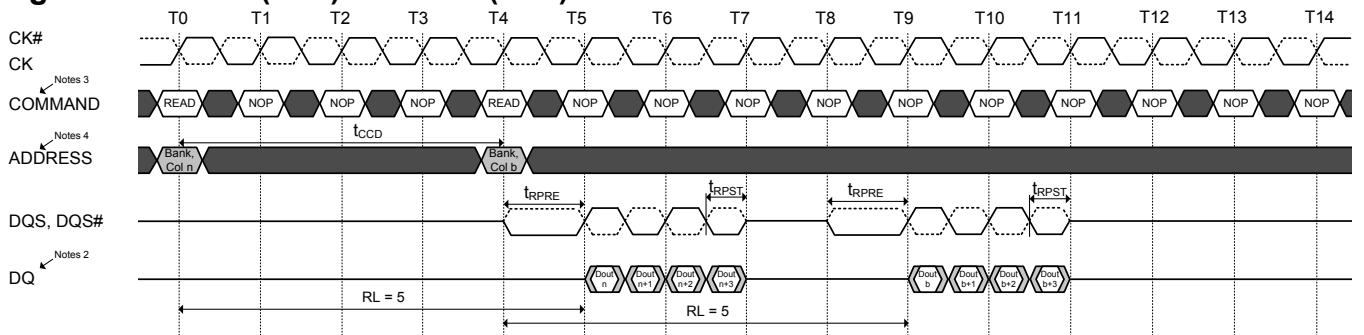 T0 T1 T2 T3 T4 T5 T6 T7 T8 T9 T10 T11 T12 T13 T14
CK#
CK
Notes 3
COMMAND READ NOP NOP NOP READ NOP NOP NOP NOP NOP NOP NOP NOP NOP NOP
Notes 4
tCCD
ADDRESS
Bank, Bank,
Col n Col b
tRPRE tRPST tRPRE tRPST
DQS, DQS#
Notes 2
DQ
Dout Dout Dout Dout Dout Dout Dout Dout
n n+1 n+2 n+3 b b+1 b+2 b+3
RL = 5
RL = 5